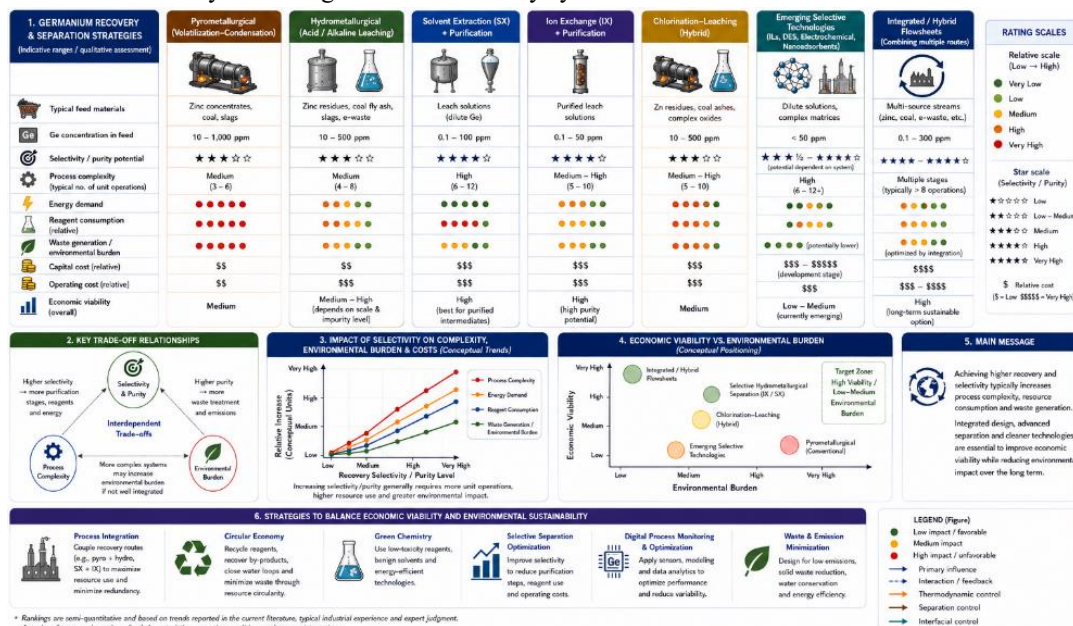 1. GERMANIUM RECOVERY
& SEPARATION STRATEGIES
(Indicative ranges / qualitative assessment)
Pyrometallurgical
(Volatilization–Condensation)
Hydrometallurgical
(Acid / Alkaline Leaching)
Solvent Extraction (SX)
+ Purification
Ion Exchange (IX)
+ Purification
Chlorination–Leaching
(Hybrid)
Emerging Selective
Technologies
(ILs, DES, Electrochemical,
Nanoadsorbents)
Integrated / Hybrid
Flowsheets
(Combining multiple routes)
Typical feed materials
Zinc concentrates,
coal, slags
Zinc residues, coal fly ash,
slags, e-waste
Leach solutions
(dilute Ge)
Purified leach
solutions
Zn residues, coal ashes,
complex oxides
Dilute solutions,
complex matrices
Multi-source streams
(zinc, coal, e-waste, etc.)
Ge
Ge concentration in feed
10 – 1,000 ppm
10 – 500 ppm
0.1 – 100 ppm
0.1 – 50 ppm
10 – 500 ppm
< 50 ppm
0.1 – 300 ppm
Selectivity / purity potential
★★★☆☆
★★★☆☆
★★★★☆
★★★★☆
★★★☆☆
★★★½ – ★★★★☆
(potential dependent on system)
★★★★ – ★★★★☆
Process complexity
(typical no. of unit operations)
Medium
(3 – 6)
Medium
(4 – 8)
High
(6 – 12)
Medium – High
(5 – 10)
Medium – High
(5 – 10)
High
(6 – 12+)
Multiple stages
(typically > 8 operations)
Energy demand
Reagent consumption
(relative)
Waste generation /
environmental burden
(potentially lower)
(optimized by integration)
Capital cost (relative)
$$
$$
$$$
$$$
$$$
$$$ – $$$$$
(development stage)
$$$$
Operating cost (relative)
$$
$$
$$$
$$$
$$$
$$$
$$$ – $$$$
Economic viability
(overall)
Medium
Medium – High
(depends on scale &
impurity level)
High
(best for purified
intermediates)
High
(high purity
potential)
Medium
Low – Medium
(currently emerging)
High
(long-term sustainable
option)
RATING SCALES
Relative scale
(Low → High)
Very Low
Low
Medium
High
Very High
Star scale
(Selectivity / Purity)
★☆☆☆☆ Low
★★☆☆☆ Low – Medium
★★★☆☆ Medium
★★★★☆ High
★★★★☆ Very High
$ Relative cost
($ = Low $$$$$ = Very High)
2. KEY TRADE-OFF RELATIONSHIPS
Higher selectivity
→ more purification
stages, reagents
and energy
Selectivity
& Purity
Higher purity
→ more
waste treatment
and emissions
Interdependent
Trade-offs
Process
Complexity
More complex systems
may increase
environmental burden
if not well integrated
Environmental
Burden
3. IMPACT OF SELECTIVITY ON COMPLEXITY,
ENVIRONMENTAL BURDEN & COSTS (Conceptual Trends)
Relative Increase
(Conceptual Units)
Very High
High
Medium
Low
Process Complexity
Energy Demand
Reagent Consumption
Waste Generation /
Environmental Burden
Low
Medium
High
Very High
Recovery Selectivity / Purity Level
Increasing selectivity/purity generally requires more unit operations,
higher resource use and greater environmental impact.
4. ECONOMIC VIABILITY VS. ENVIRONMENTAL BURDEN
(Conceptual Positioning)
Economic Viability
Very High
Medium
Low
Integrated / Hybrid
Flowsheets
Selective Hydrometallurgical
Separation (IX / SX)
Chlorination–Leaching
(Hybrid)
Emerging Selective
Technologies
Pyrometallurgical
(Conventional)
Target Zone:
High Viability /
Low–Medium
Environmental
Burden
Low
Medium
High
Very High
Environmental Burden
5. MAIN MESSAGE
Achieving higher recovery and
selectivity typically increases
process complexity, resource
consumption and waste generation.
Integrated design, advanced
separation and cleaner technologies
are essential to improve economic
viability while reducing environmental
impact over the long term.
6. STRATEGIES TO BALANCE ECONOMIC VIABILITY AND ENVIRONMENTAL SUSTAINABILITY
Process Integration
Couple recovery routes
(e.g., pyro + hydro,
SX + IX) to maximize
resource use and
minimize redundancy.
Circular Economy
Recycle reagents,
recover by-products,
close water loops and
minimize waste through
resource circularity.
Green Chemistry
Use low-toxicity reagents,
benign solvents and
energy-efficient
technologies.
Selective Separation
Optimization
Improve selectivity
to reduce purification
steps, reagent use
and operating costs.
Ge
Digital Process Monitoring
& Optimization
Apply sensors, modeling
and data analytics to
optimize performance
and reduce variability.
Waste & Emission
Minimization
Design for low emissions,
solid waste reduction,
water conservation
and energy efficiency.
LEGEND (Figure)
Low impact / favorable
Medium impact
High impact / unfavorable
Primary influence
Interaction / feedback
Thermodynamic control
Separation control
Interfacial control
* Rankings are semi-quantitative and based on trends reported in the current literature, typical industrial experience and expert judgment.